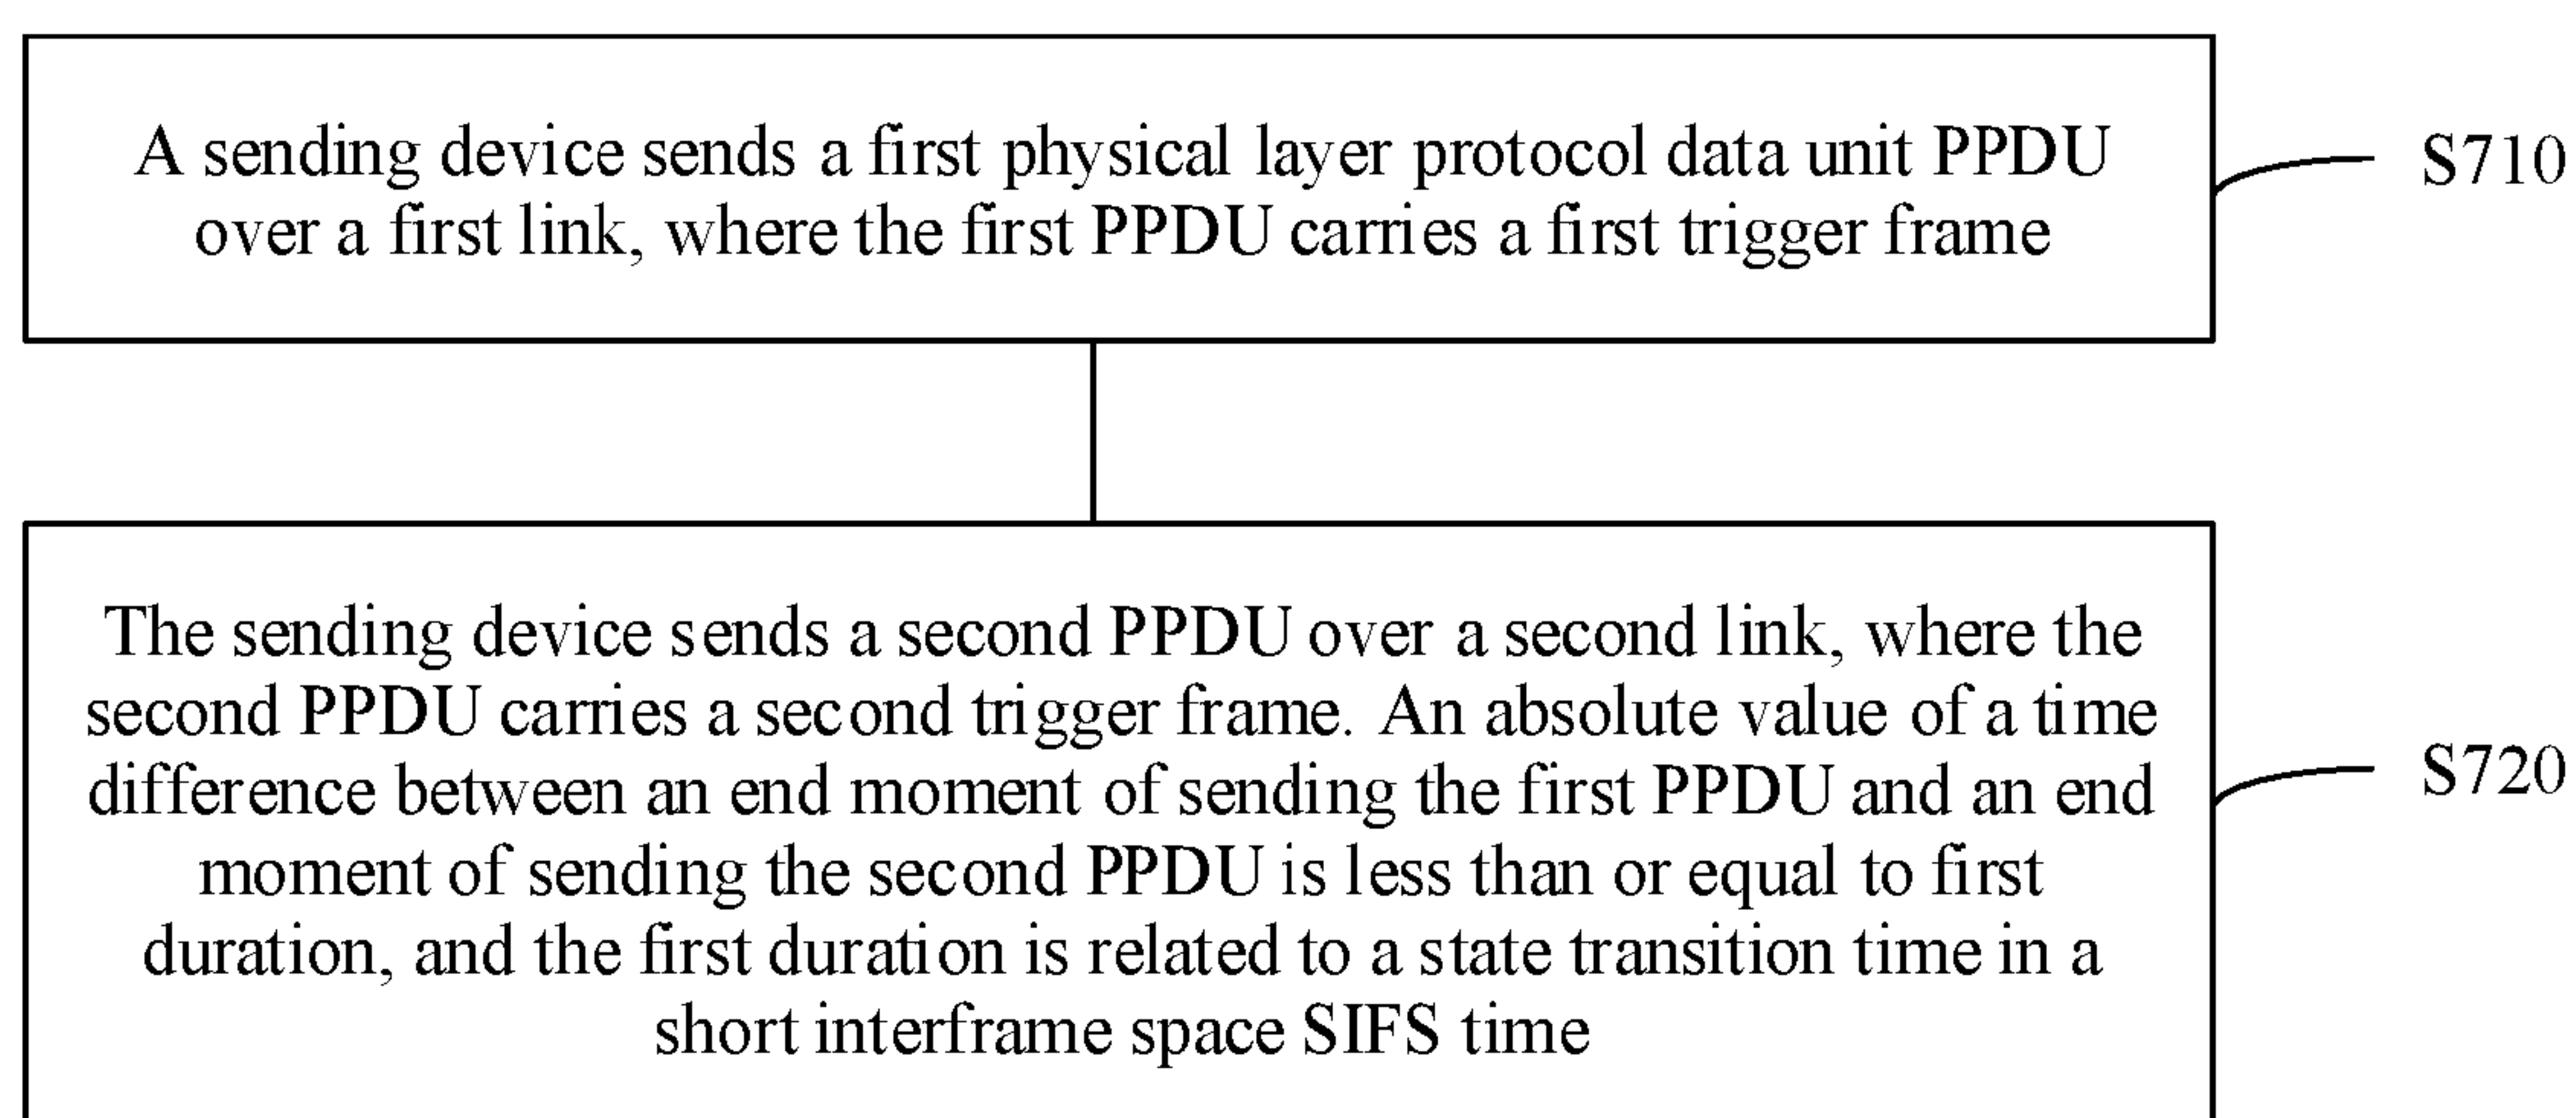 A sending device sends a first physical layer protocol data unit PPDU
over a first link, where the first PPDU carries a first trigger frame
S710
The sending device sends a second PPDU over a second link, where the
second PPDU carries a second trigger frame. An absolute value of a time
difference between an end moment of sending the first PPDU and an end
moment of sending the second PPDU is less than or equal to first
duration, and the first duration is related to a state transition time in a
short interframe space SIFS time
S720